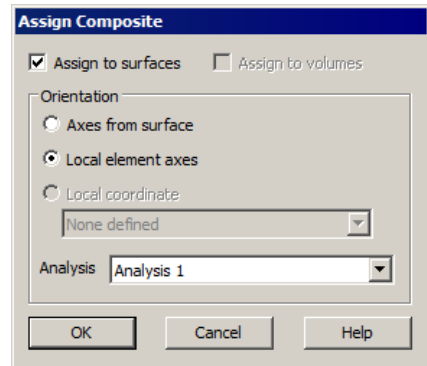 Assign Composite
Assign to surfaces Assign to volumes
Orientation
Axes from surface
Local element axes
Local coordinate
None defined
Analysis Analysis 1
OK Cancel Help